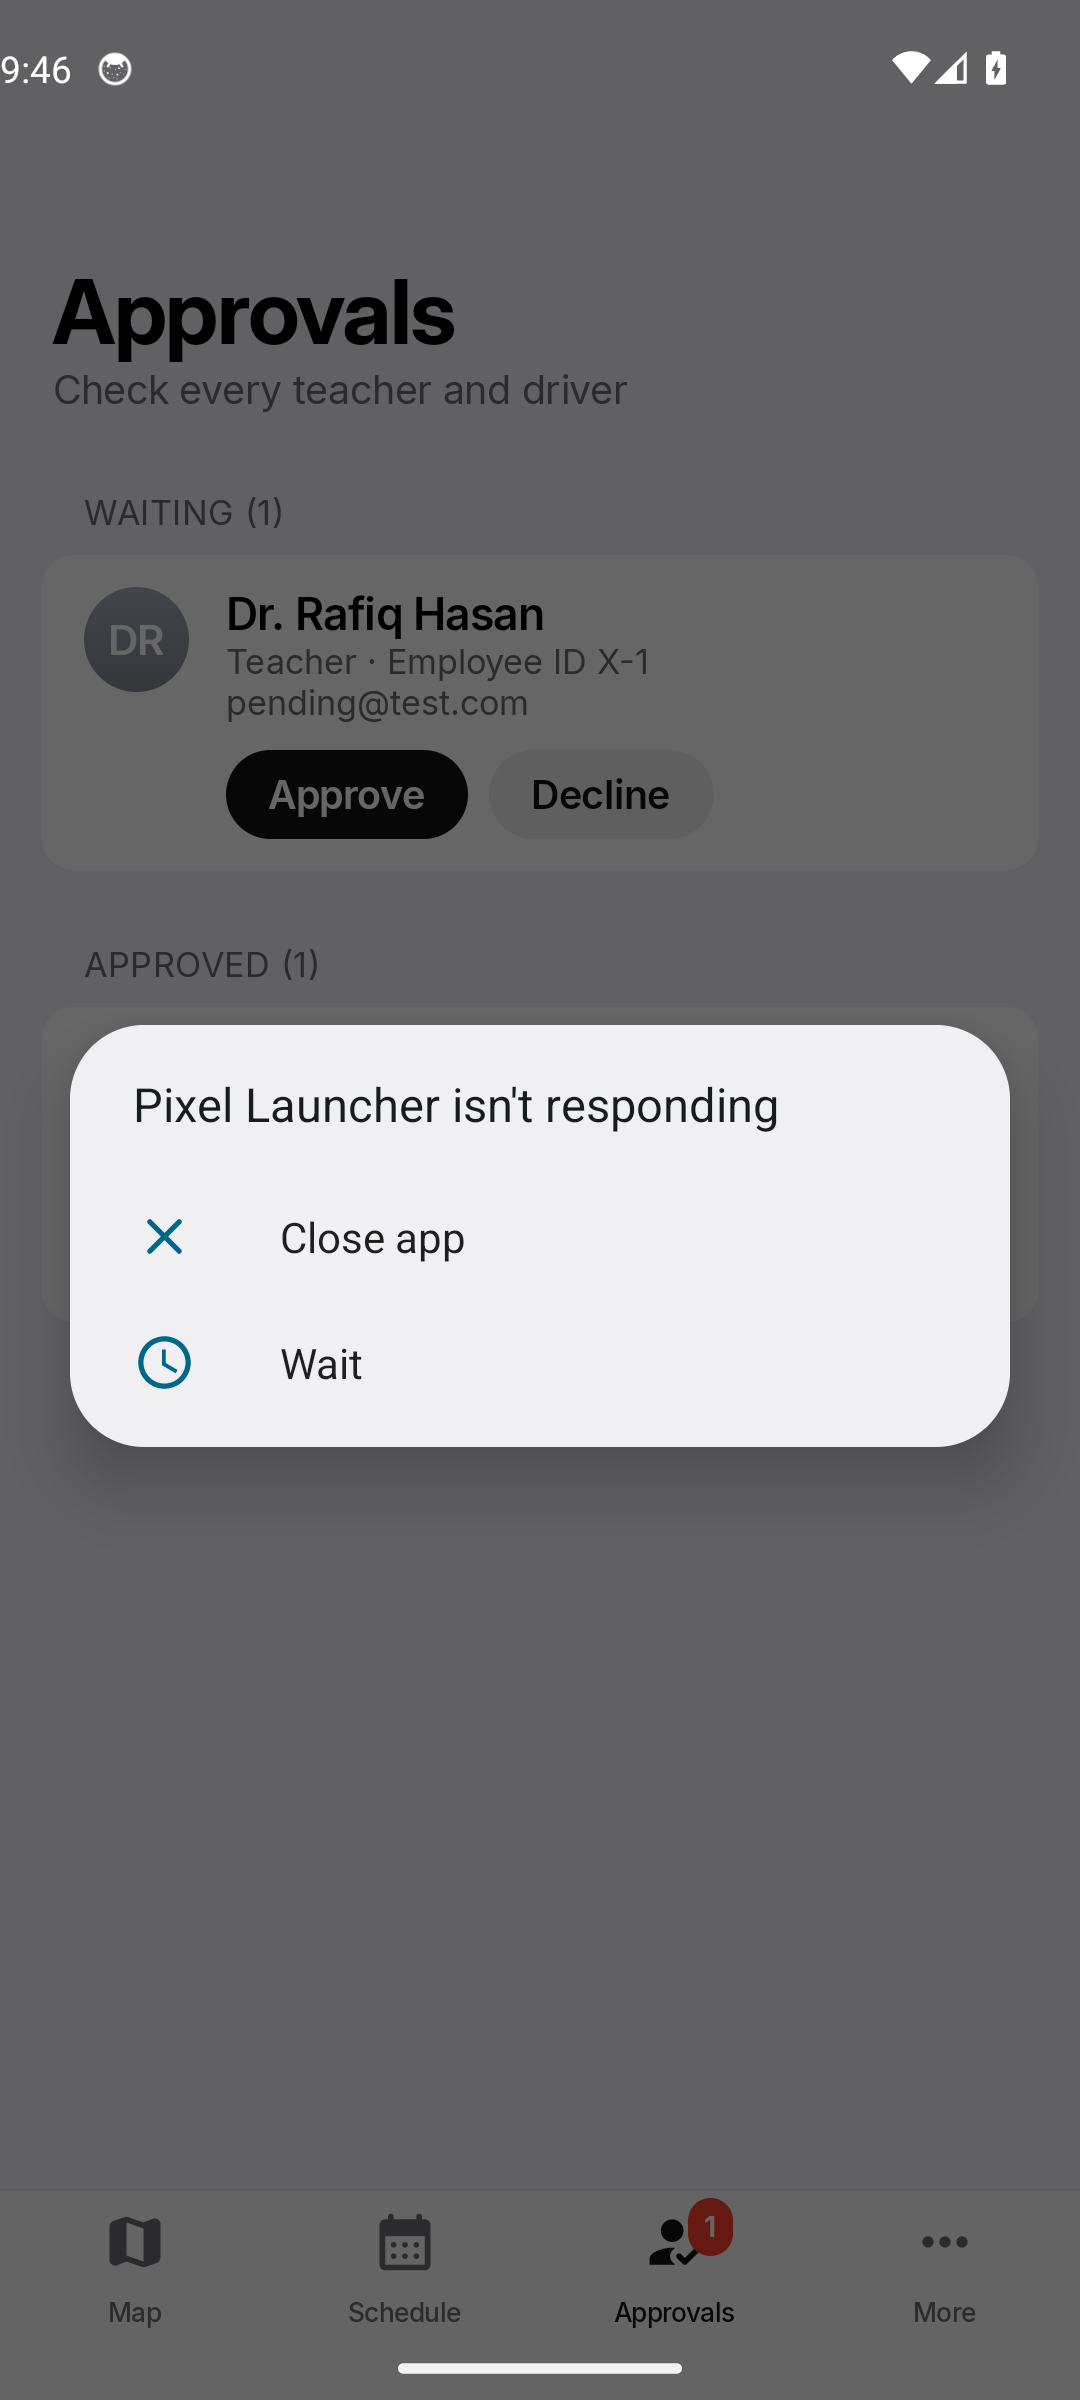 9:46
Approvals
Check every teacher and driver
WAITING (1)
DR
Dr. Rafiq Hasan
Teacher · Employee ID X-1
pending@test.com
Approve
Decline
APPROVED (1)
Pixel Launcher isn't responding
Close app
Wait
1
Map
Schedule
Approvals
More